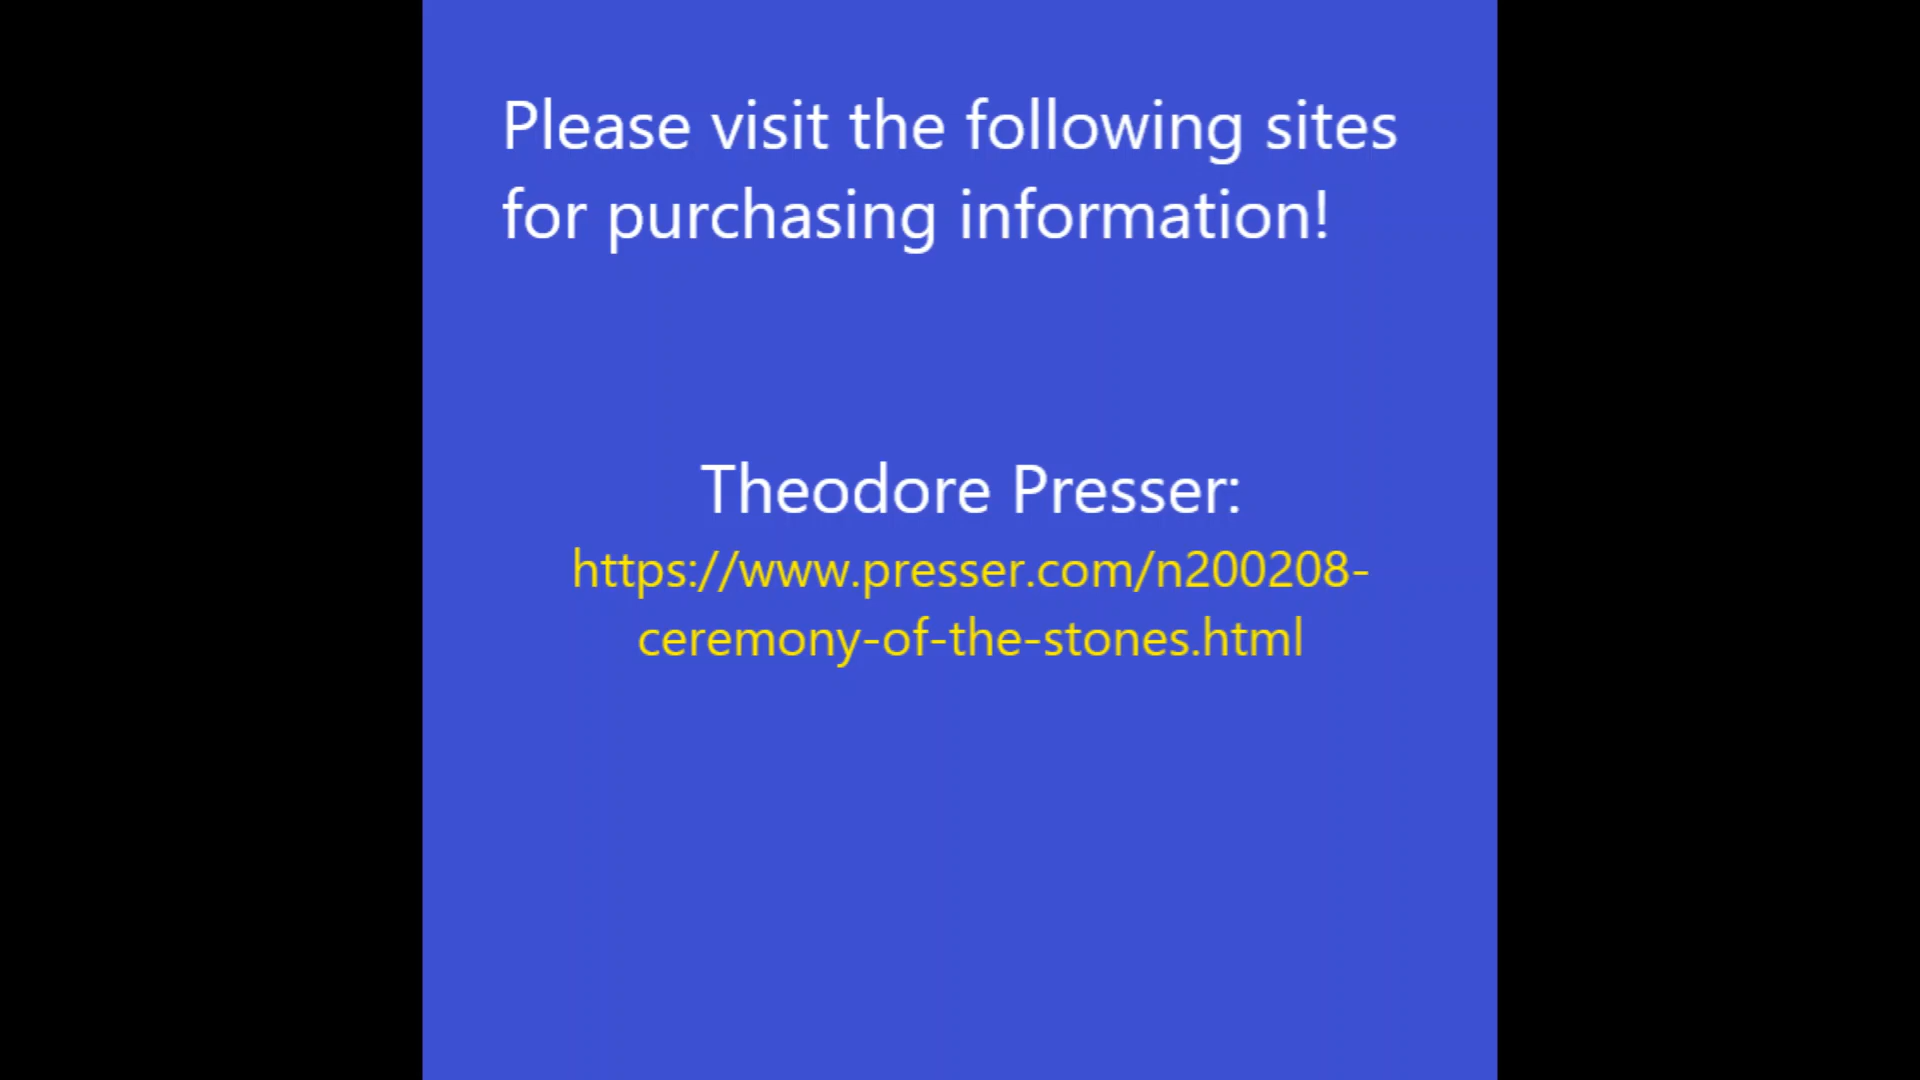 Please visit the following sites
for purchasing information!
Theodore Presser:
https://www.presser.com/n200208-
ceremony-of-the-stones.html